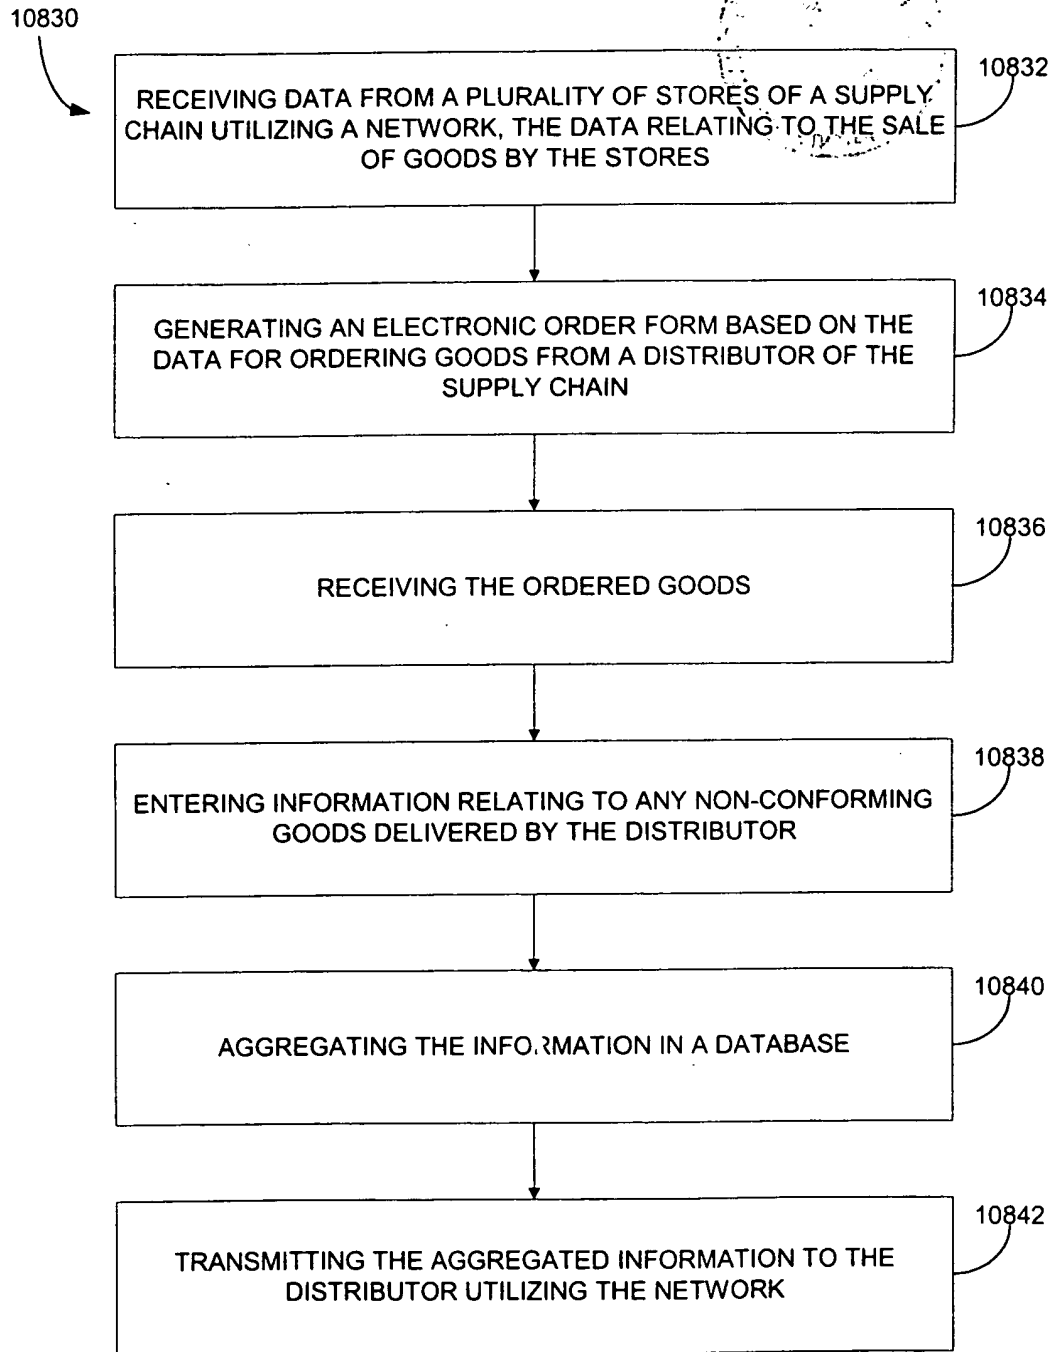 10830
10832
RECEIVING DATA FROM A PLURALITY OF STORES OF A SUPPLY
CHAIN UTILIZING A NETWORK, THE DATA RELATING TO THE SALE
OF GOODS BY THE STORES
10834
GENERATING AN ELECTRONIC ORDER FORM BASED ON THE
DATA FOR ORDERING GOODS FROM A DISTRIBUTOR OF THE
SUPPLY CHAIN
10836
RECEIVING THE ORDERED GOODS
10838
ENTERING INFORMATION RELATING TO ANY NON-CONFORMING
GOODS DELIVERED BY THE DISTRIBUTOR
10840
AGGREGATING THE INFORMATION IN A DATABASE
10842
TRANSMITTING THE AGGREGATED INFORMATION TO THE
DISTRIBUTOR UTILIZING THE NETWORK